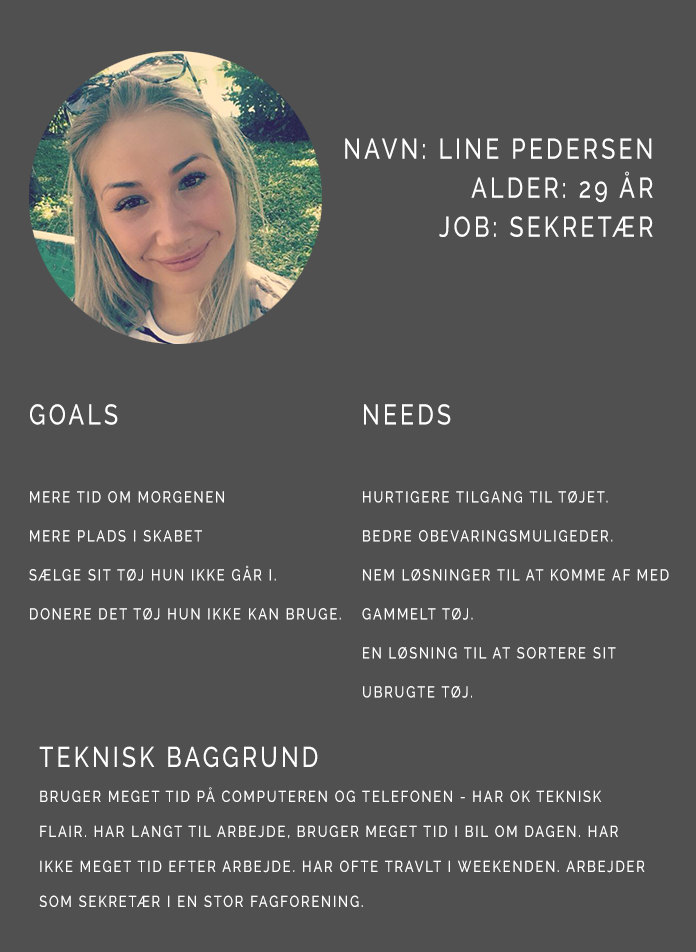 NAVN: LINE PEDERSEN
ALDER: 29 ÅR
JOB: SEKRETÆR
GOALS
MERE TID OM MORGENEN
MERE PLADS I SKABET
SÆLGE SIT TØJ HUN IKKE GÅR I.
DONERE DET TØJ HUN IKKE KAN BRUGE.
NEEDS
HURTIGERE TILGANG TIL TØJET.
BEDRE OBEVARINGSMULIGEDER.
NEM LØSNINGER TIL AT KOMME AF MED
GAMMELT TØJ.
EN LØSNING TIL AT SORTERE SIT
UBRUGTE TØJ.
TEKNISK BAGGRUND
BRUGER MEGET TID PÅ COMPUTEREN OG TELEFONEN - HAR OK TEKNISK
FLAIR. HAR LANGT TIL ARBEJDE, BRUGER MEGET TID I BIL OM DAGEN. HAR
IKKE MEGET TID EFTER ARBEJDE. HAR OFTE TRAVLT I WEEKENDEN. ARBEJDER
SOM SEKRETÆR I EN STOR FAGFORENING.